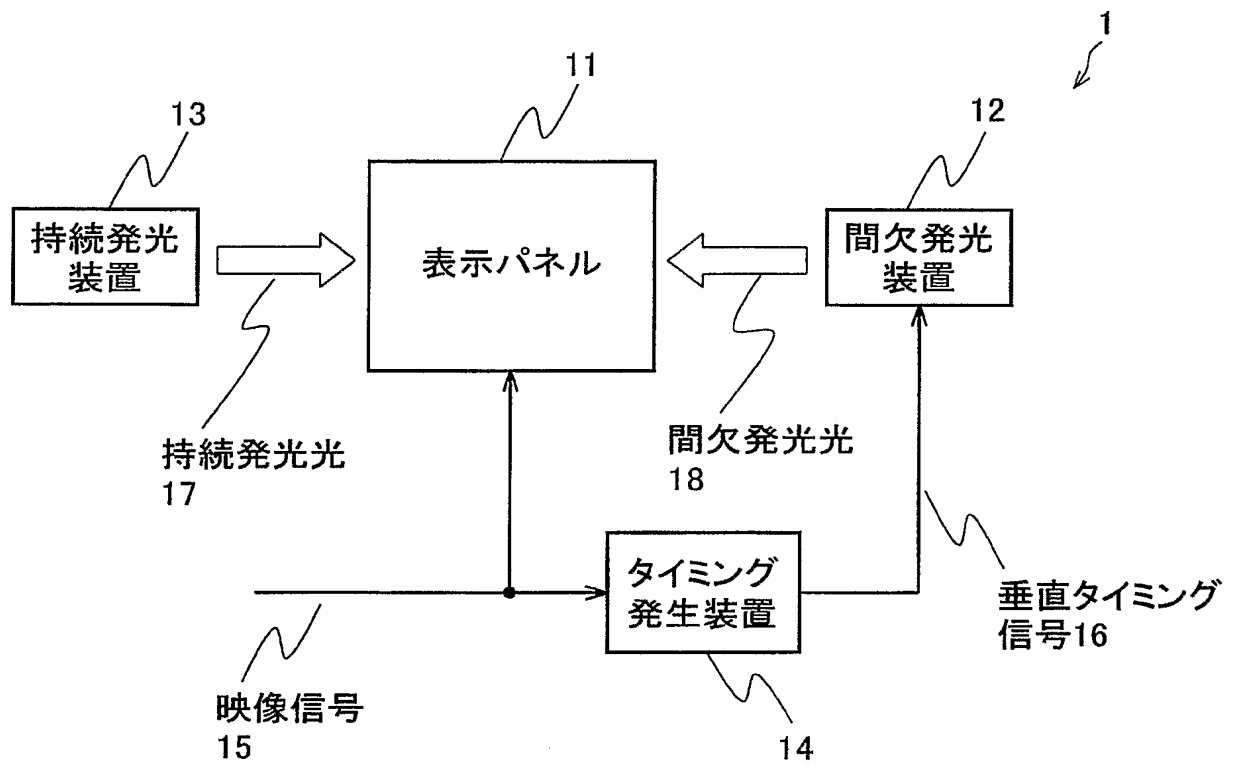 1
11
13
12
持続発光
装置
表示パネル
間欠発光
装置
持続発光光
17
間欠発光光
18
タイミング
発生装置
垂直タイミング
信号16
映像信号
15
14